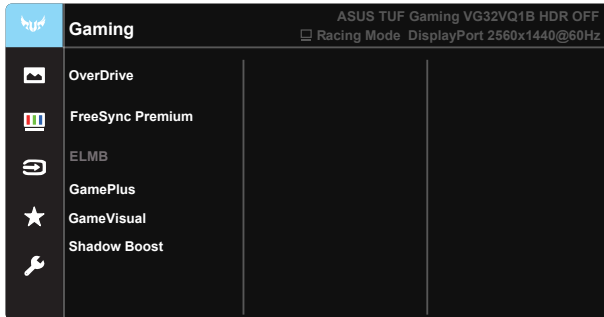 ASUS TUF Gaming VG32VQ1B HDR OFF
Gaming
Racing Mode DisplayPort 2560x1440@60Hz
OverDrive
FreeSync Premium
ELMB
GamePlus
GameVisual
Shadow Boost